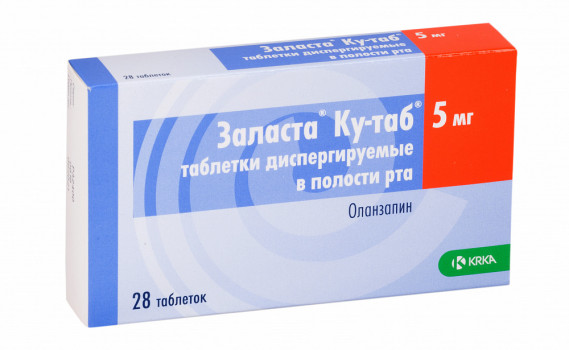 28 таблеток
Заласта® Ку-таб®
таблетки диспергируемые
в полости рта
5 мг
Заласта® Ку-таб®
таблетки диспергируемые
в полости рта
5 мг
Оланзапин
KRKA
28 таблеток